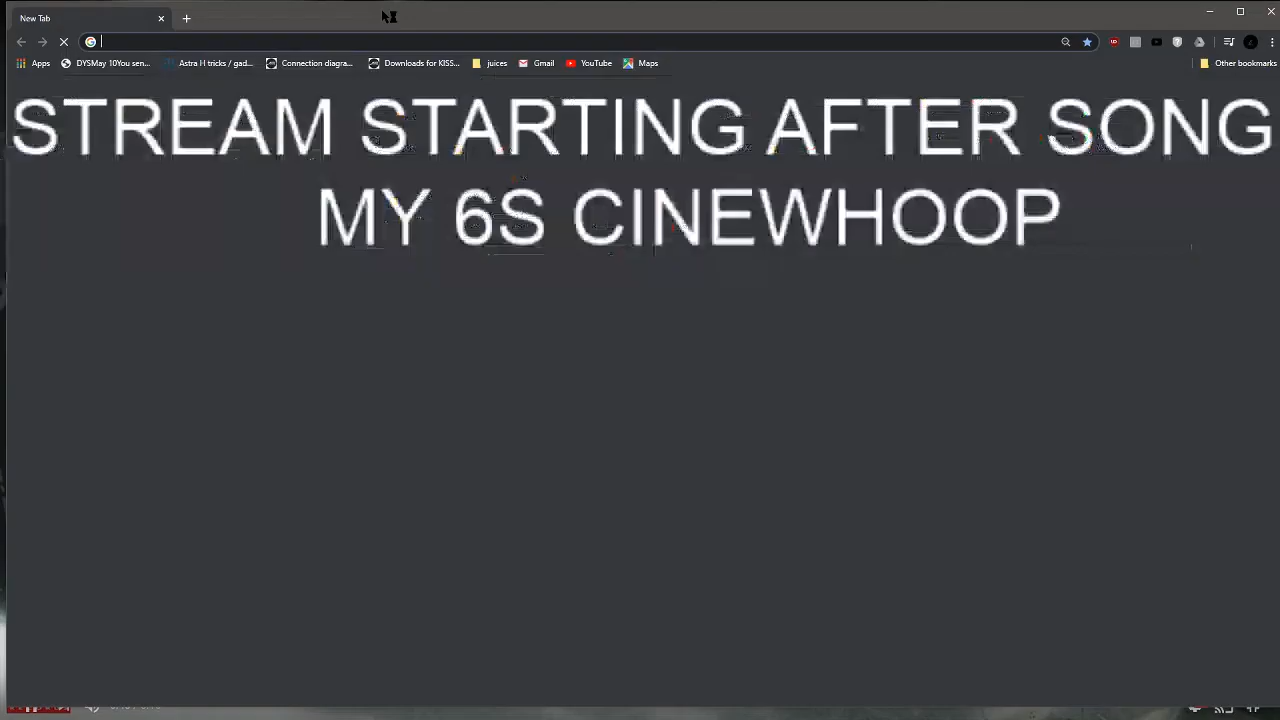 New Tab
Apps DYSMay 10You sen... Astra H tricks / gad... Connection diagra... Downloads for KISS... juices Gmail YouTube Maps Other bookmarks
STREAM STARTING AFTER SONG
MY 6S CINEWHOOP